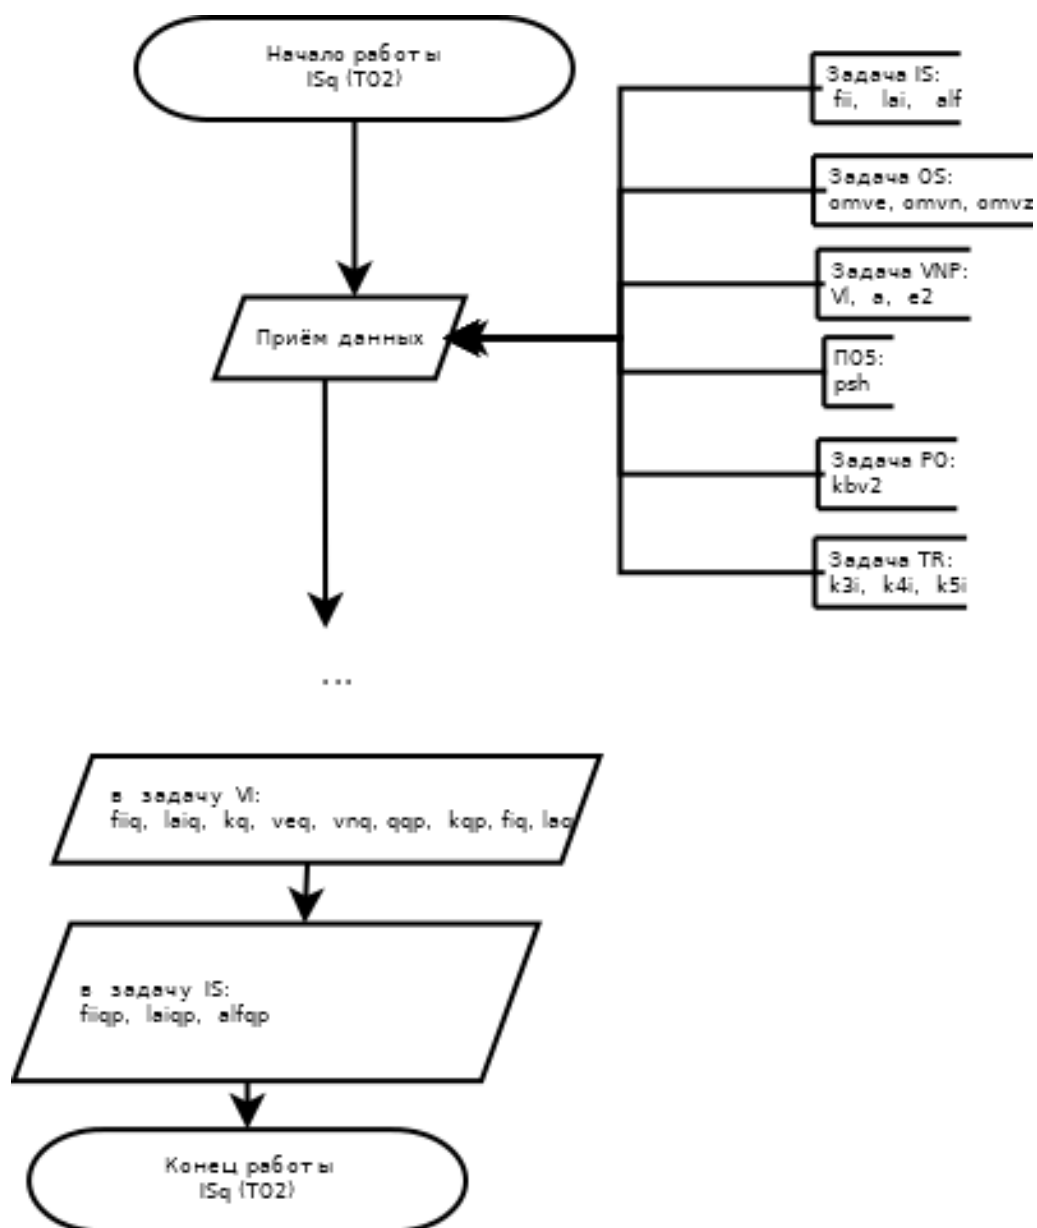 Начало работы
ISq (T02)
Задача IS:
fii, lai, alf
Задача OS:
omve, omvn, omvz
Задача VNP:
Vl, a, e2
Приём данных
П05:
psh
Задача PO:
kbv2
Задача TR:
k3i, k4i, k5i
...
в задачу VI:
fiiq, laiq, kq, veq, vnq, qqp, kqp, fiq, laq
в задачу IS:
fiiqp, laiqp, alfqp
Конец работы
ISq (T02)